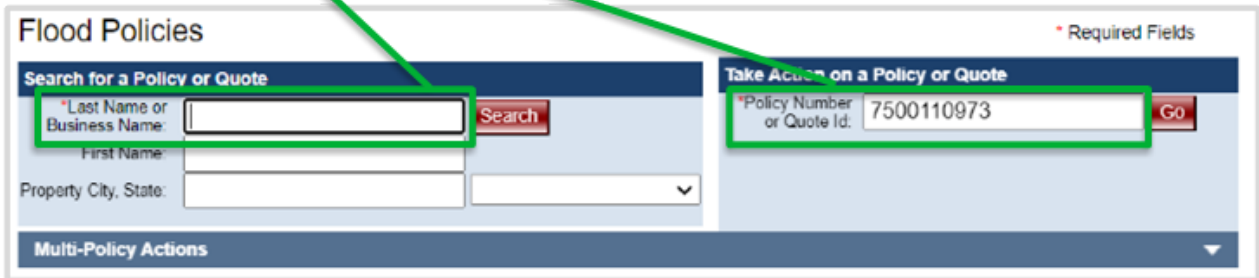 Flood Policies
* Required Fields
Search for a Policy or Quote
*Last Name or
Business Name:
Search
First Name:
Property City, State:
Take Action on a Policy or Quote
*Policy Number
or Quote Id:
7500110973
Go
Multi-Policy Actions